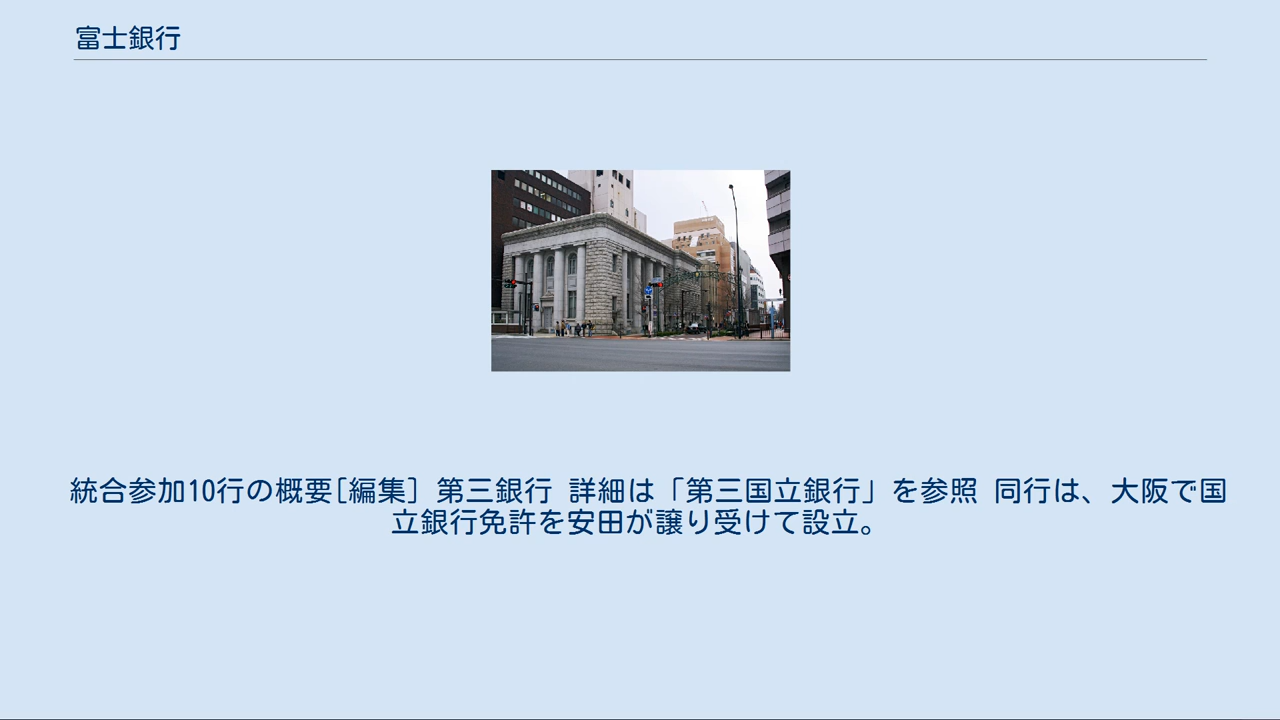 富士銀行
統合参加10行の概要[編集] 第三銀行 詳細は「第三国立銀行」を参照 同行は、大阪で国
立銀行免許を安田が譲り受けて設立。